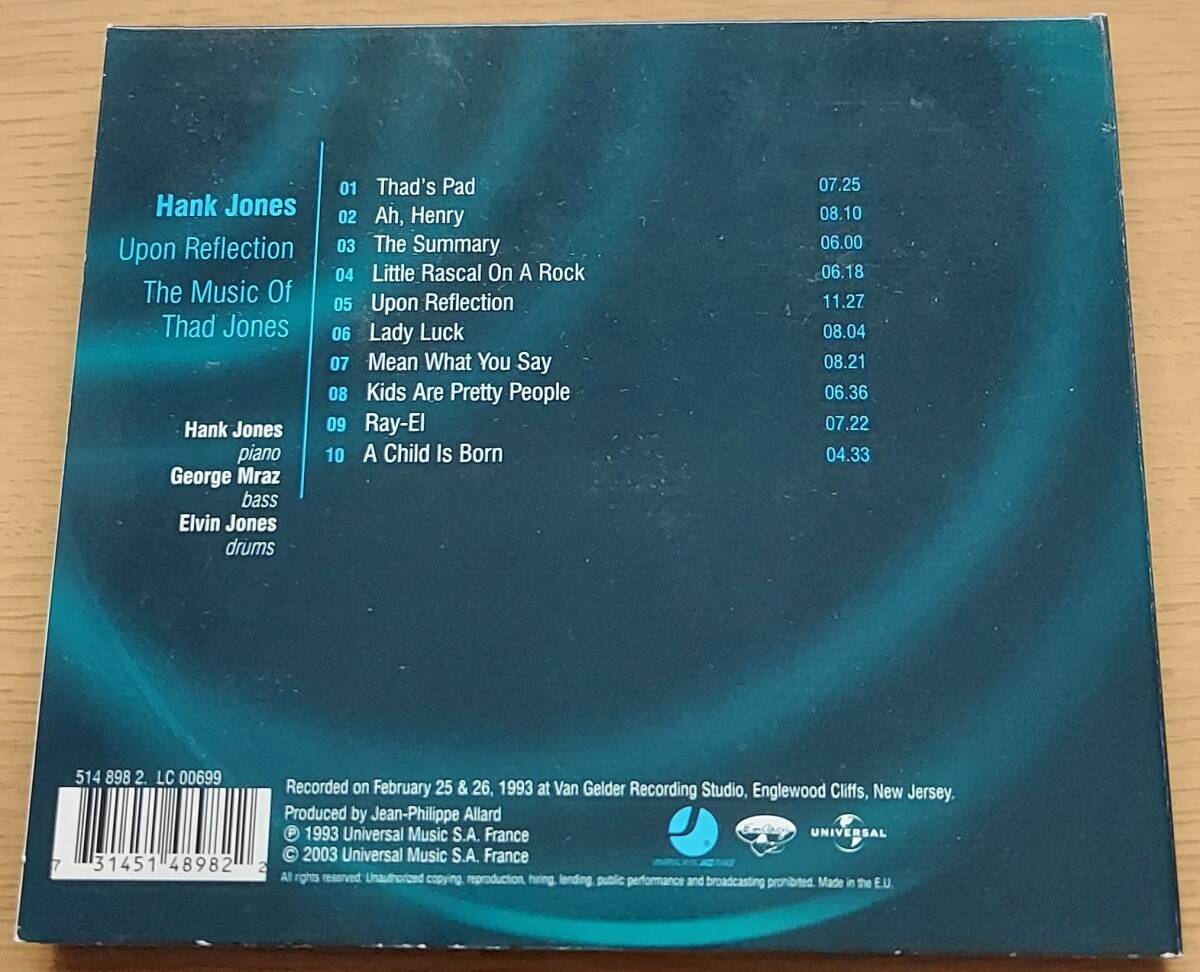 Hank Jones
Upon Reflection
The Music Of
Thad Jones
Hank Jones
piano
George Mraz
bass
Elvin Jones
drums
01 Thad's Pad 07.25
02 Ah, Henry 08.10
03 The Summary 06.00
04 Little Rascal On A Rock 06.18
05 Upon Reflection 11.27
06 Lady Luck 08.04
07 Mean What You Say 08.21
08 Kids Are Pretty People 06.36
09 Ray-El 07.22
10 A Child Is Born 04.33
514 898 2. LC 00699
7 31451 48982 2
Recorded on February 25 & 26, 1993 at Van Gelder Recording Studio, Englewood Cliffs, New Jersey.
Produced by Jean-Philippe Allard
℗ 1993 Universal Music S.A. France
© 2003 Universal Music S.A. France
All rights reserved. Unauthorized copying, reproduction, hiring, lending, public performance and broadcasting prohibited. Made in the E.U.
J ®
EmArcy
UNIVERSAL